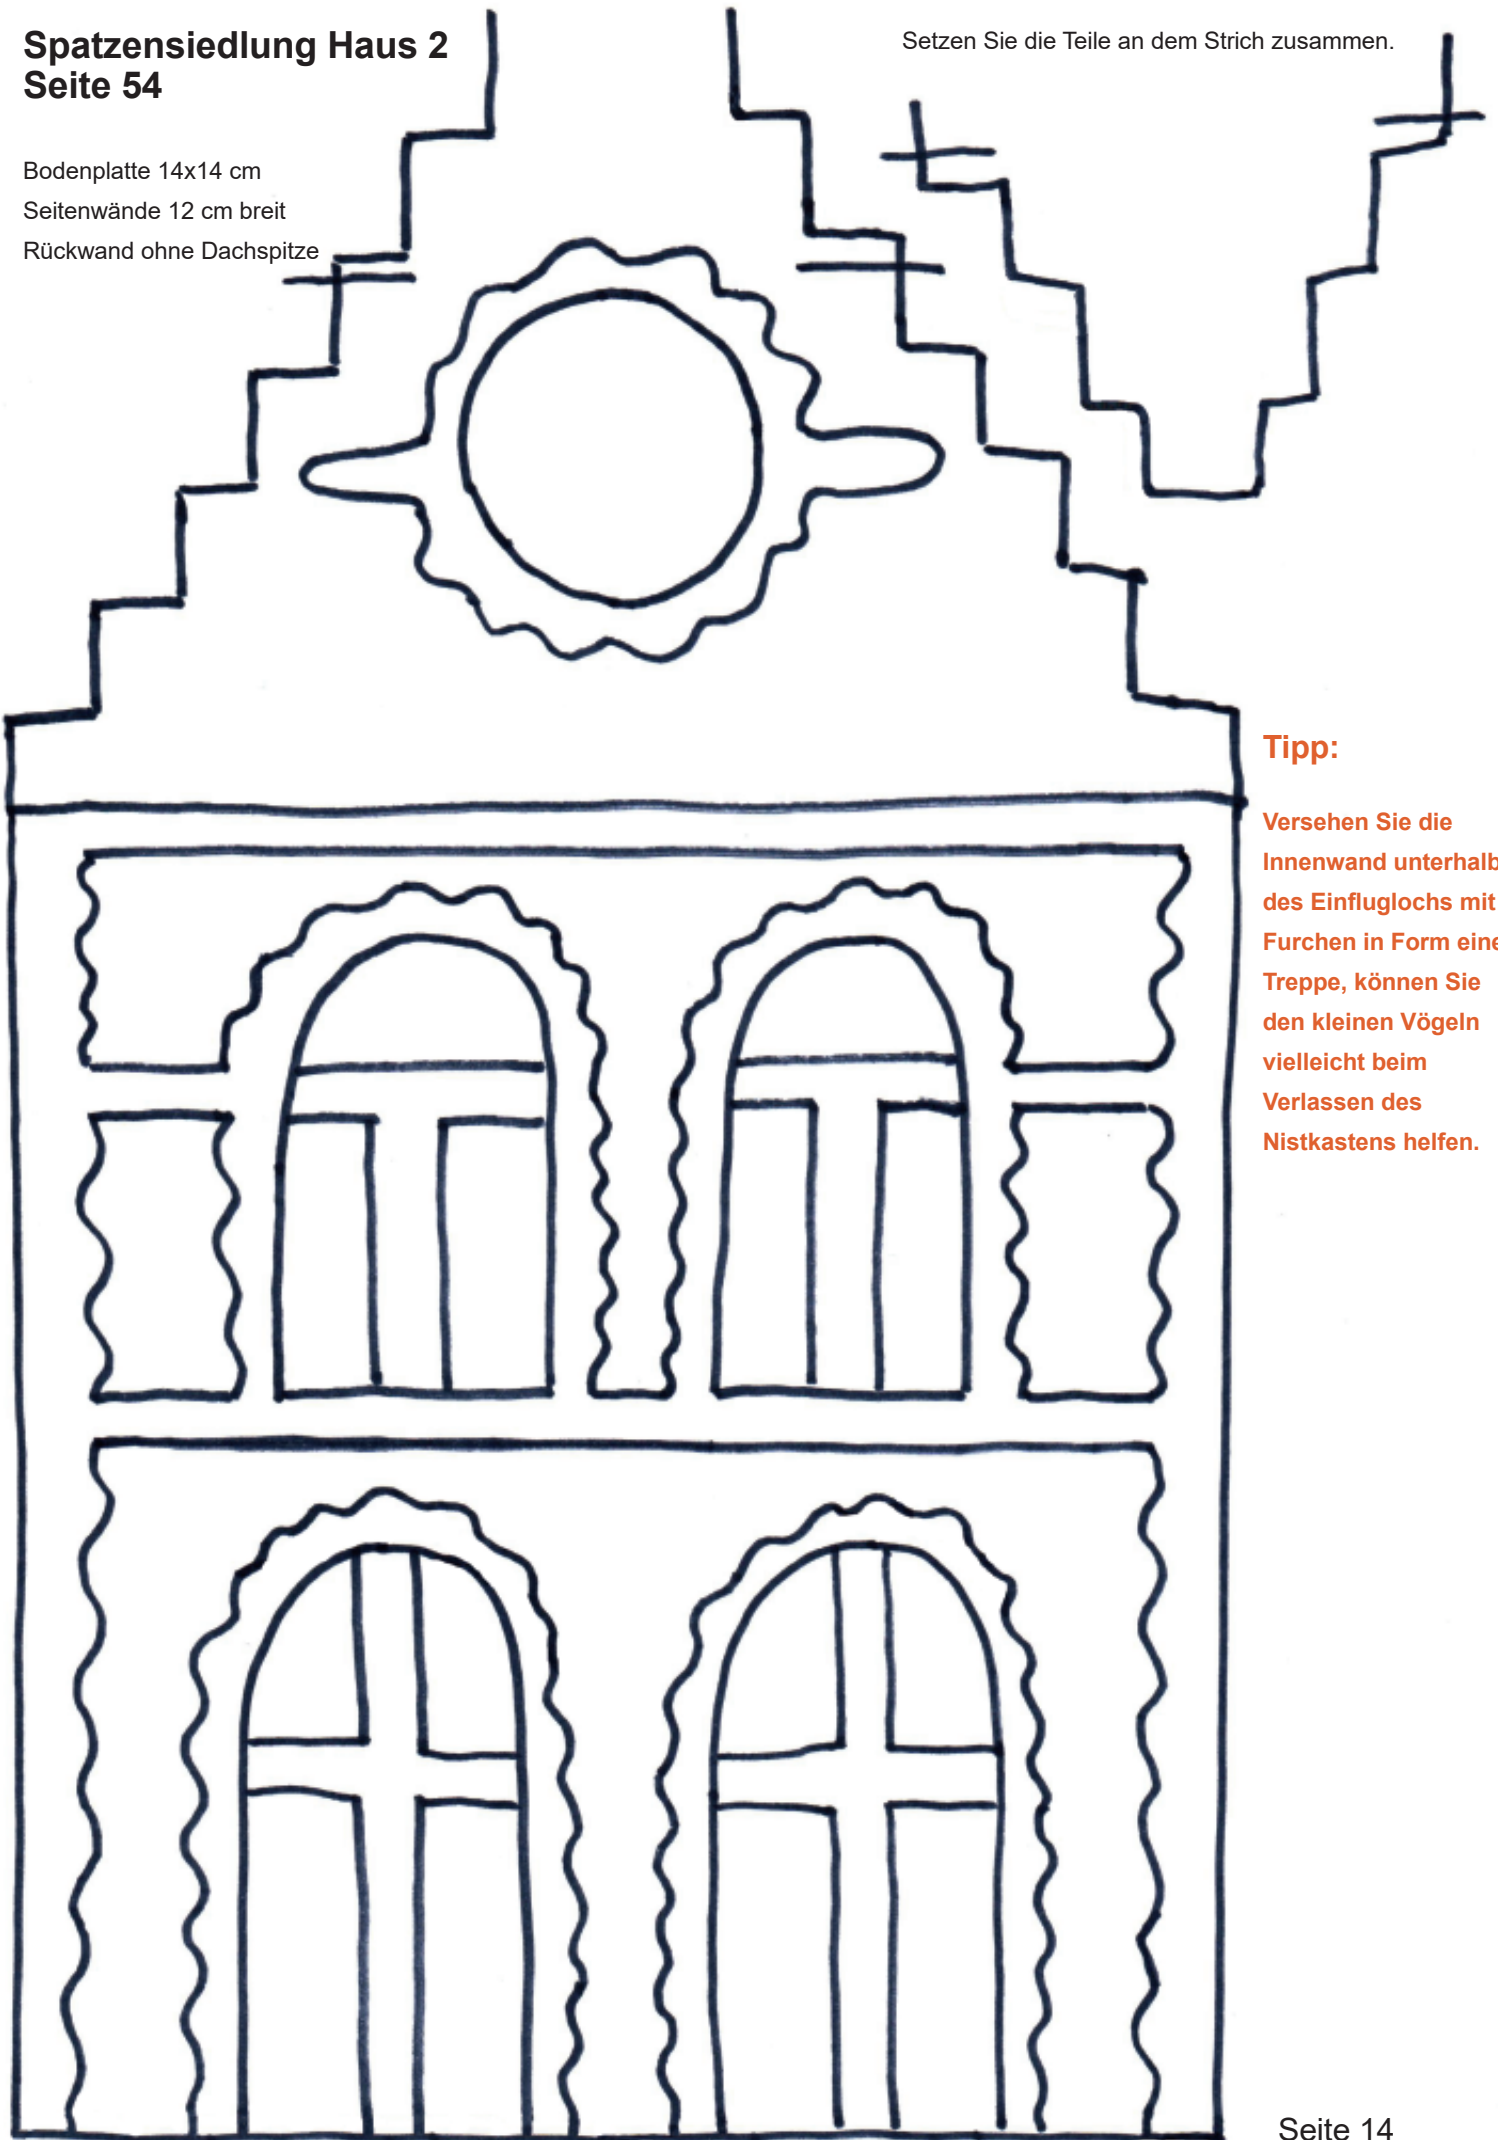 Spatzensiedlung Haus 2
Seite 54
Setzen Sie die Teile an dem Strich zusammen.
Bodenplatte 14x14 cm
Seitenwände 12 cm breit
Rückwand ohne Dachspitze
Tipp:
Versehen Sie die
Innenwand unterhalb
des Einfluglochs mit
Furchen in Form eine
Treppe, können Sie
den kleinen Vögeln
vielleicht beim
Verlassen des
Nistkastens helfen.
Seite 14